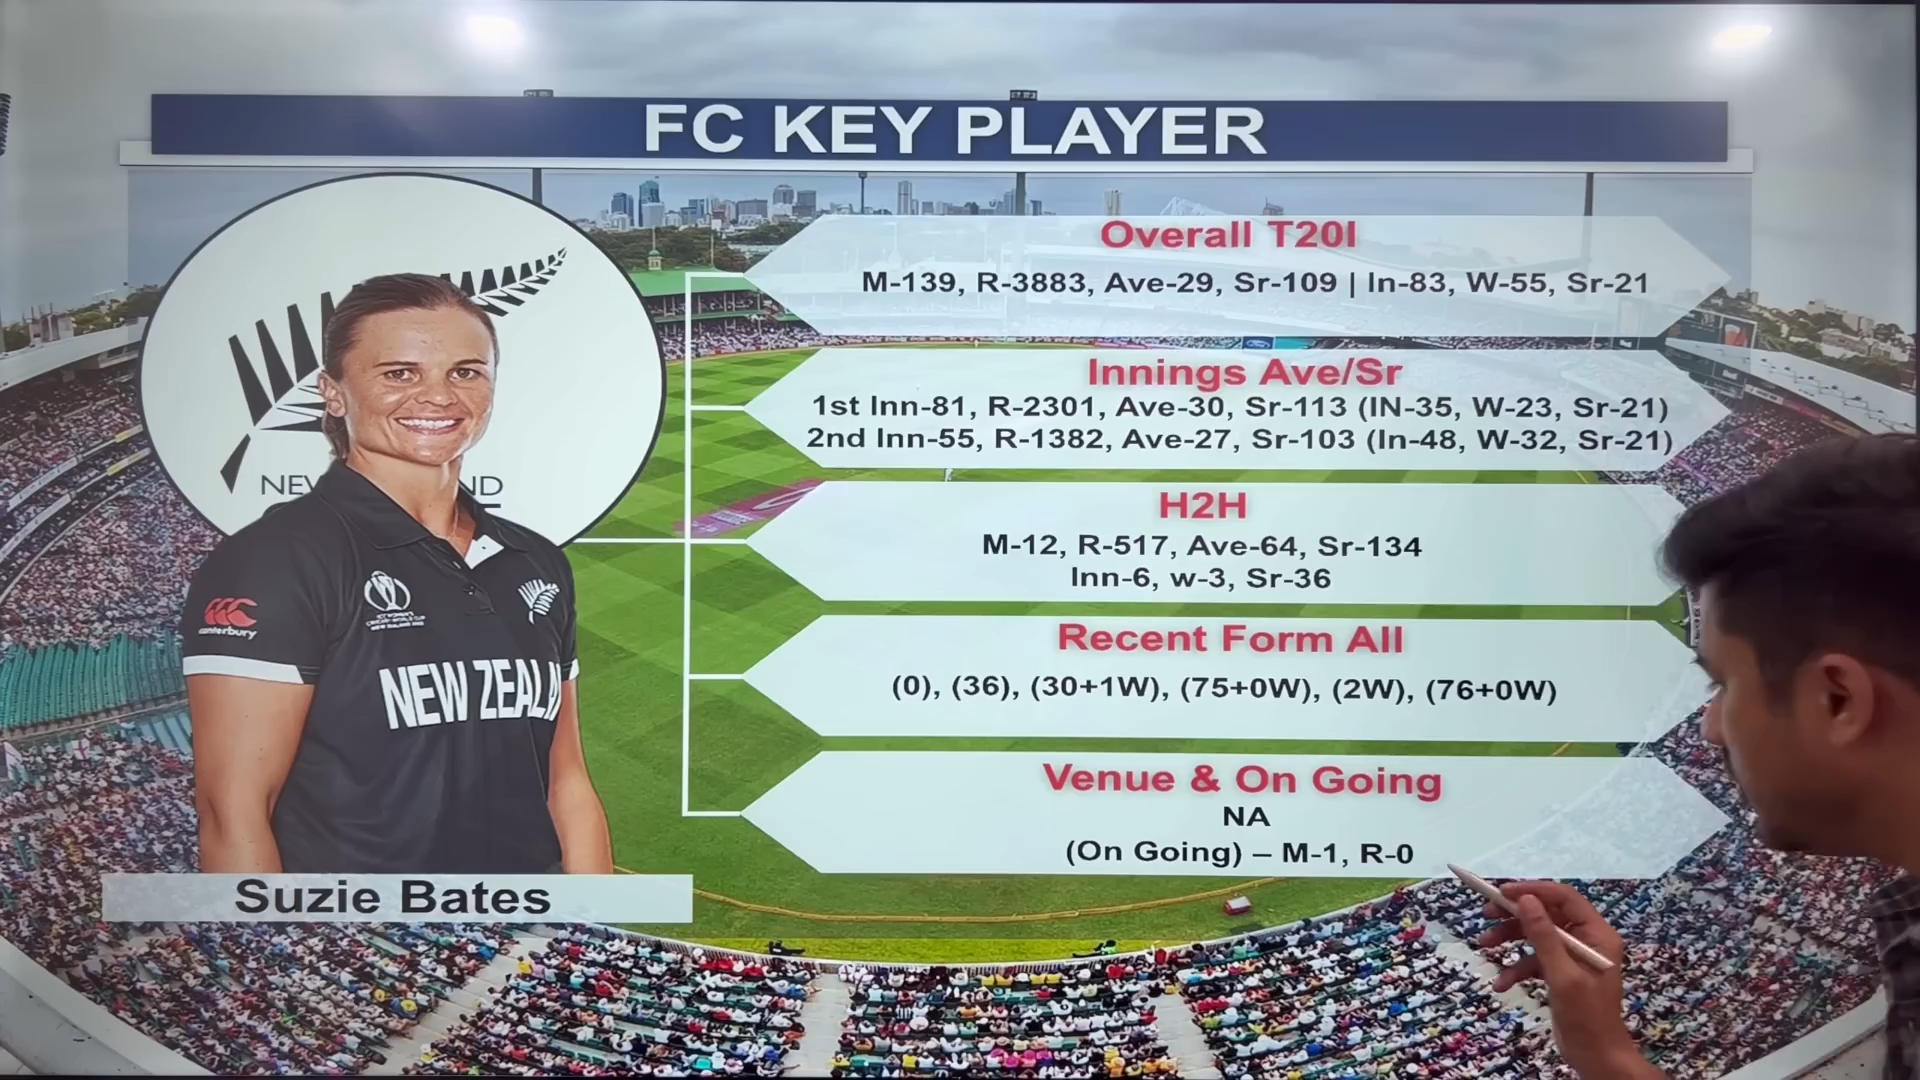 FC KEY PLAYER
Overall T20I
M-139, R-3883, Ave-29, Sr-109 | In-83, W-55, Sr-21
Innings Ave/Sr
1st Inn-81, R-2301, Ave-30, Sr-113 (IN-35, W-23, Sr-21)
2nd Inn-55, R-1382, Ave-27, Sr-103 (In-48, W-32, Sr-21)
H2H
M-12, R-517, Ave-64, Sr-134
Inn-6, w-3, Sr-36
Recent Form All
(0), (36), (30+1W), (75+0W), (2W), (76+0W)
Venue & On Going
NA
(On Going) – M-1, R-0
canterbury
NEW ZEALA
Suzie Bates